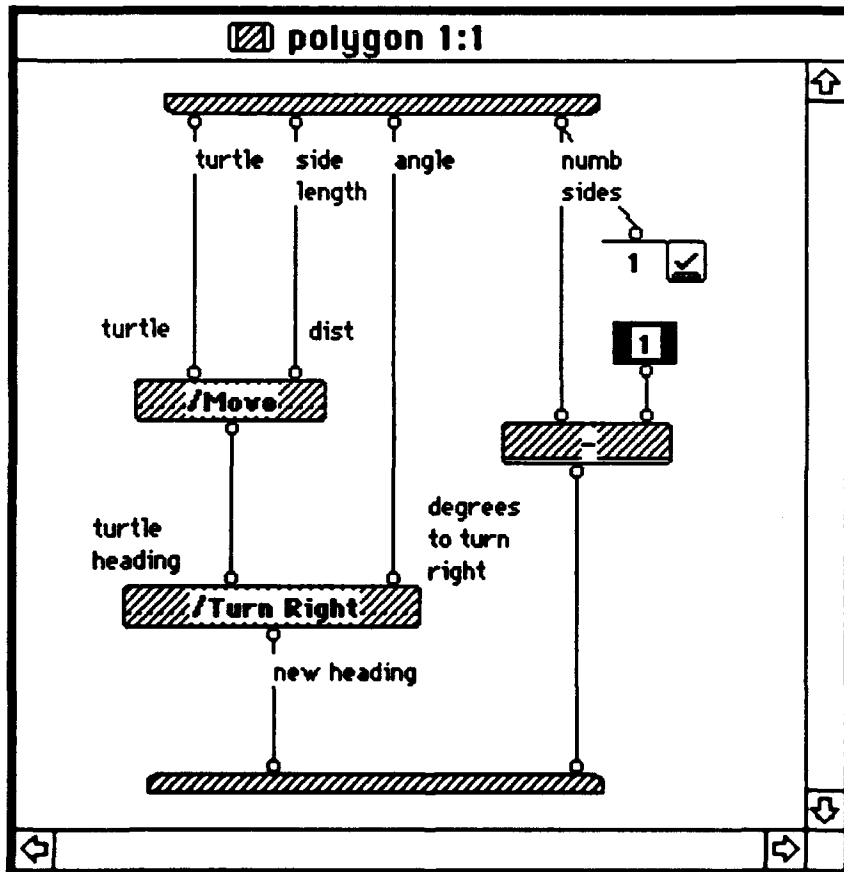 polygon 1:1
turtle
side
length
angle
numb
sides
1
turtle
dist
1
/Move
-
turtle
heading
degrees
to turn
right
/Turn Right
new heading